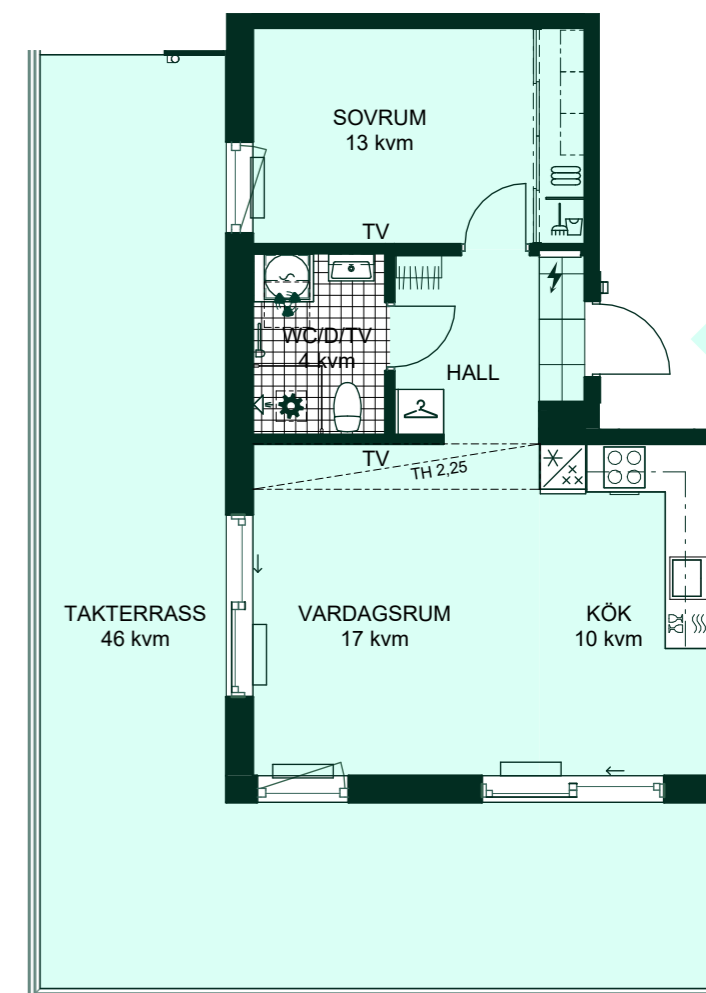 SOVRUM
13 kvm
TV
WC/D/TV
4 kvm
HALL
TV
TH 2,25
TAKTERRASS
46 kvm
VARDAGSRUM
17 kvm
KÖK
10 kvm